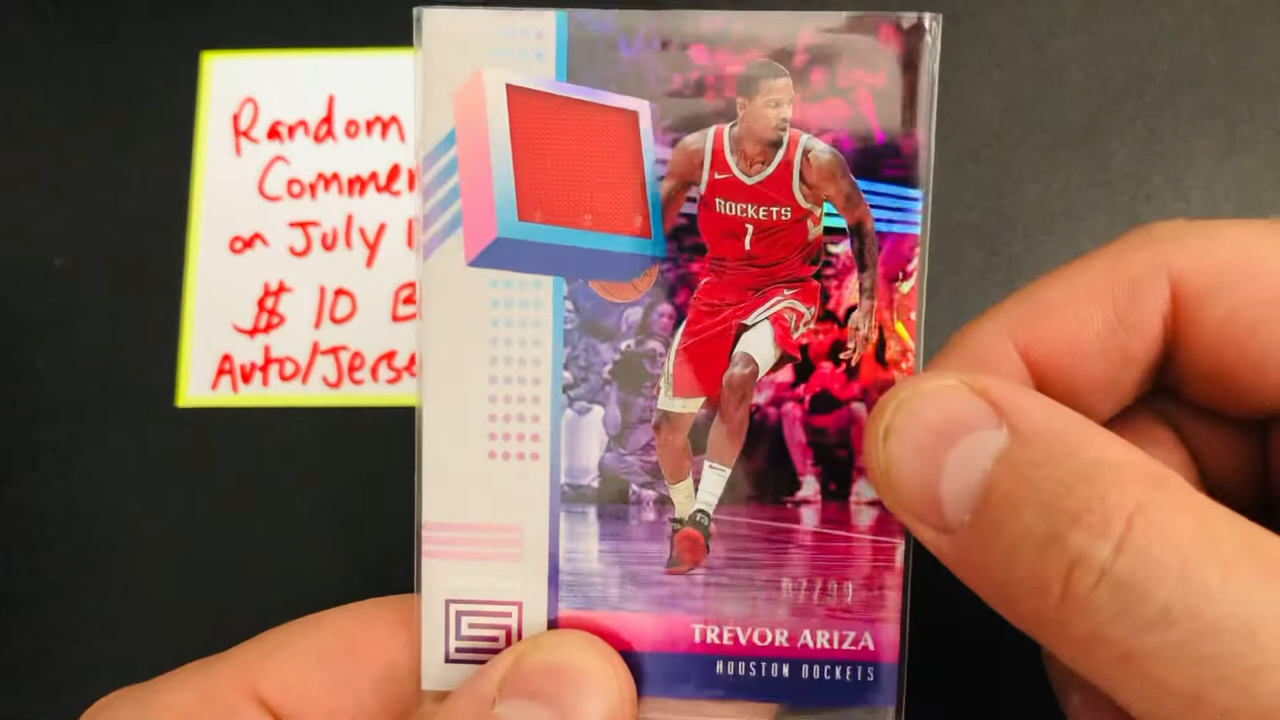 Random
Commen
on July 1
$10 B
Auto/Jerse
ROCKETS
1
TREVOR ARIZA
HOUSTON ROCKETS